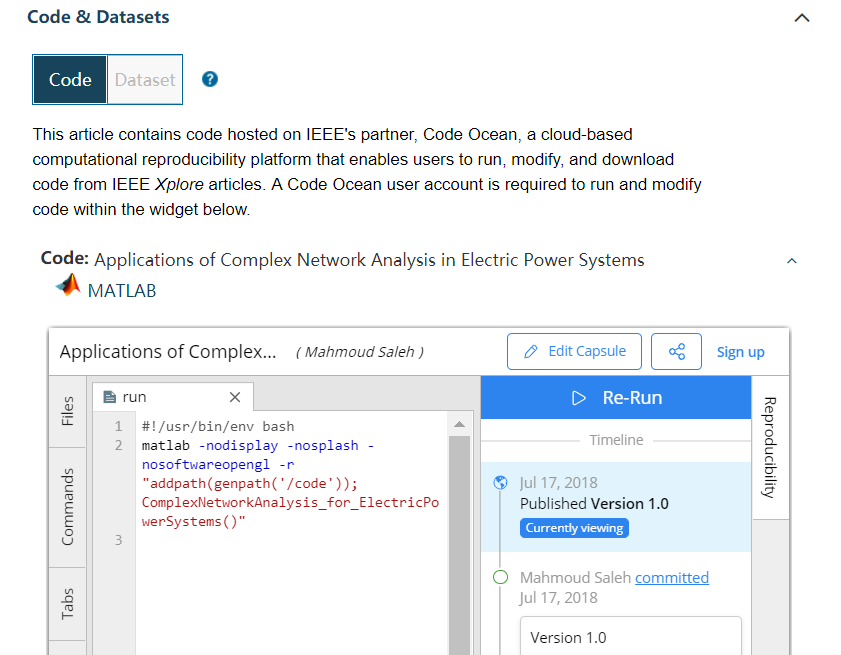 Code & Datasets
Code
Dataset
?
This article contains code hosted on IEEE's partner, Code Ocean, a cloud-based
computational reproducibility platform that enables users to run, modify, and download
code from IEEE Xplore articles. A Code Ocean user account is required to run and modify
code within the widget below.
Code: Applications of Complex Network Analysis in Electric Power Systems
MATLAB
Applications of Complex... ( Mahmoud Saleh )
Edit Capsule
Sign up
Files
Commands
Tabs
run
1 #!/usr/bin/env bash
2 matlab -nodisplay -nosplash -
nosoftwareopengl -r
"addpath(genpath('/code'));
ComplexNetworkAnalysis_for_ElectricPo
werSystems()"
3
Re-Run
Timeline
Jul 17, 2018
Published Version 1.0
Currently viewing
Mahmoud Saleh committed
Jul 17, 2018
Version 1.0
Reproducibility